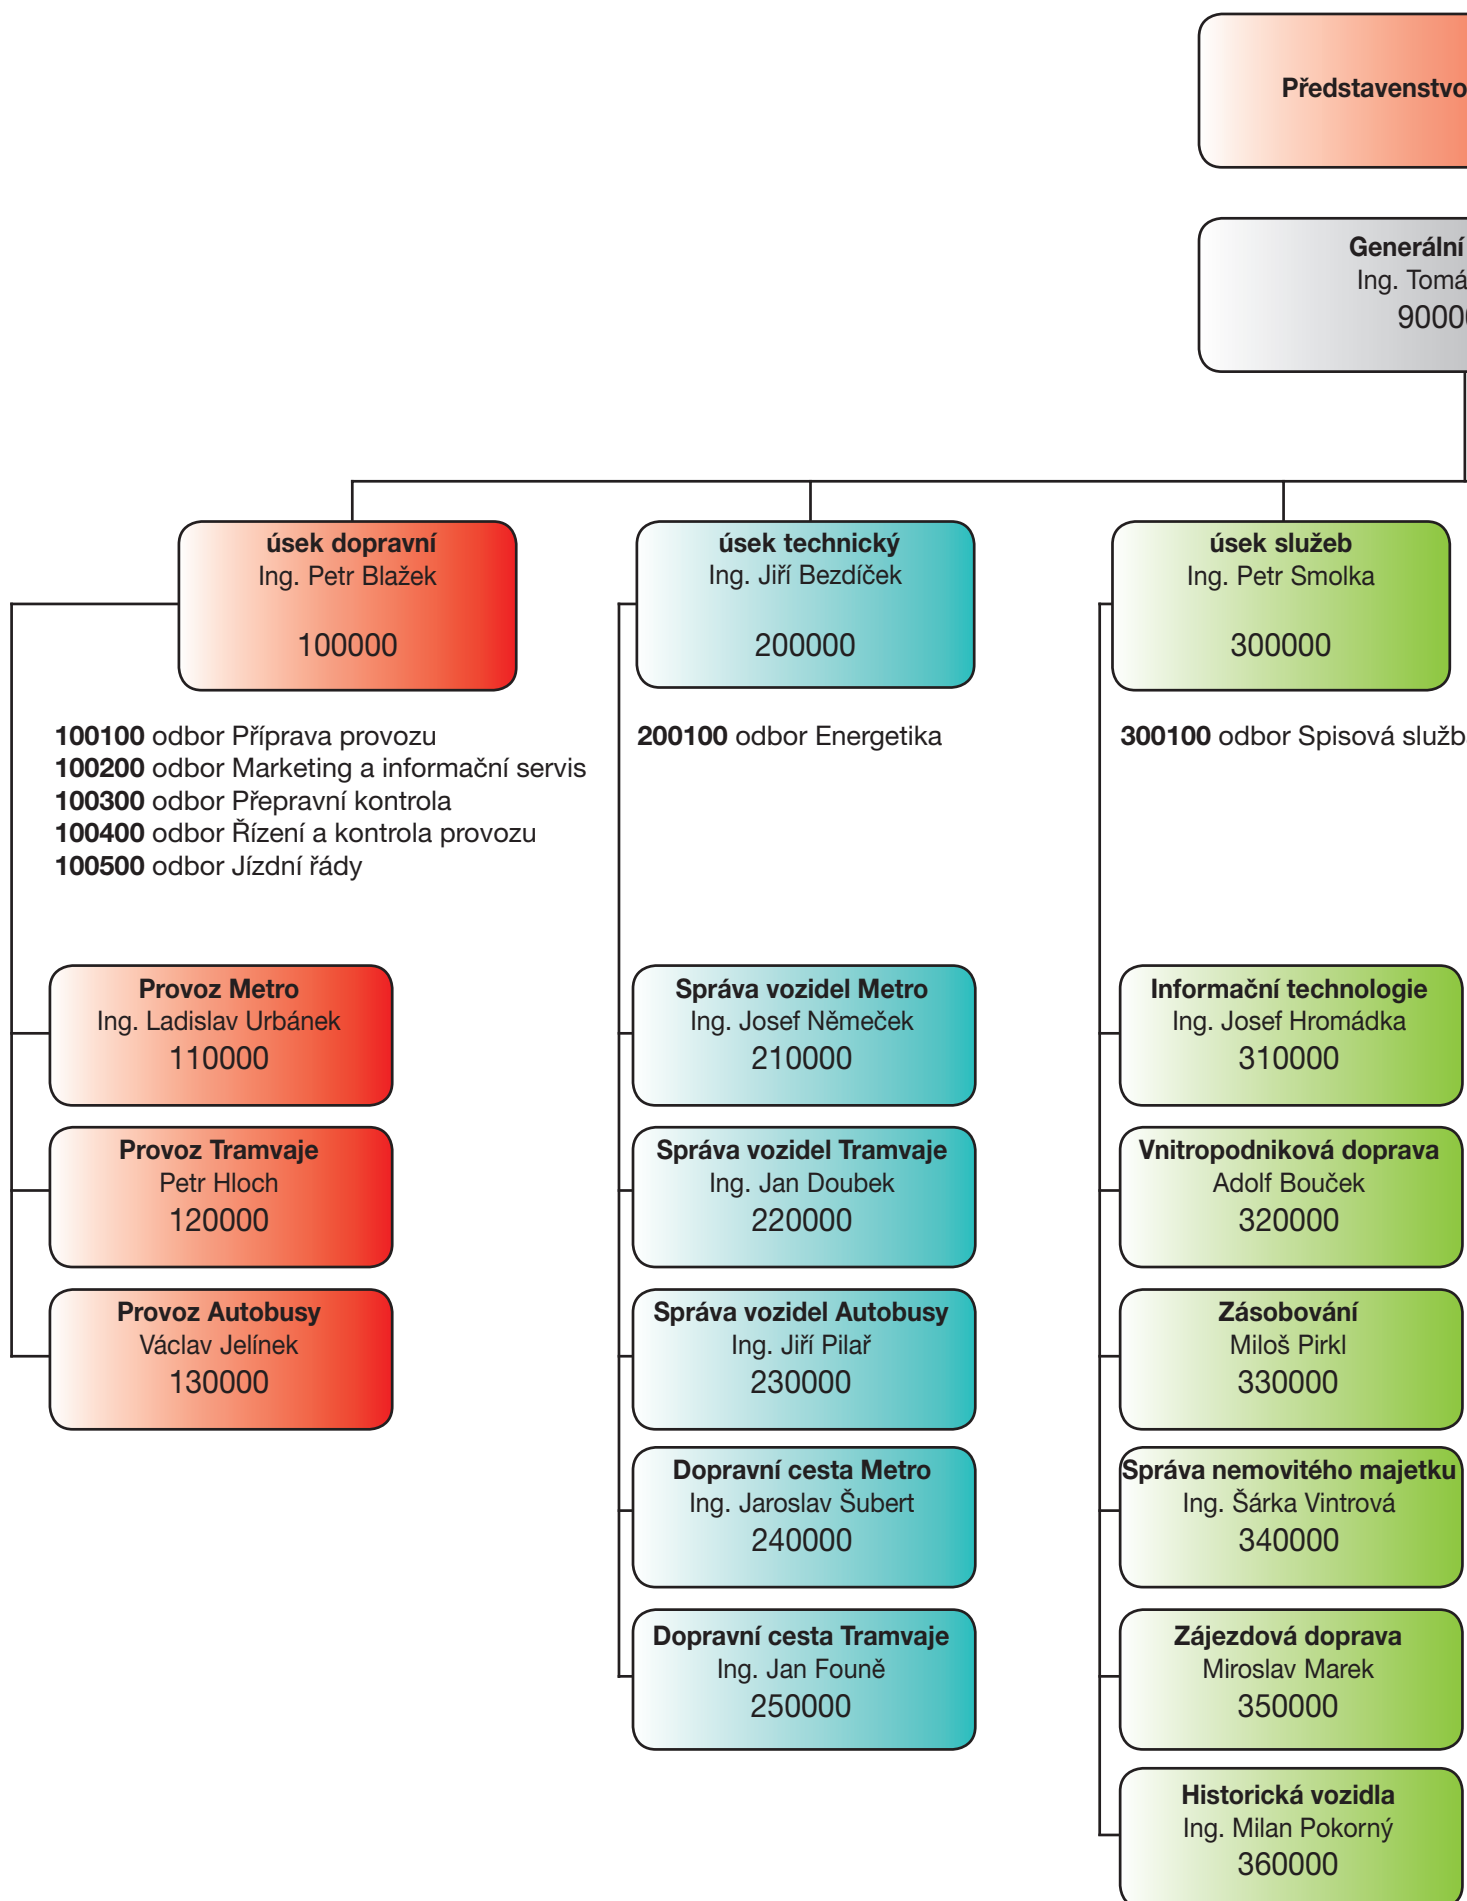 Představenstvo
Generální
Ing. Tomá
9000
úsek dopravní
Ing. Petr Blažek
100000
100100 odbor Příprava provozu
100200 odbor Marketing a informační servis
100300 odbor Přepravní kontrola
100400 odbor Řízení a kontrola provozu
100500 odbor Jízdní řády
Provoz Metro
Ing. Ladislav Urbánek
110000
Provoz Tramvaje
Petr Hloch
120000
Provoz Autobusy
Václav Jelínek
130000
úsek technický
Ing. Jiří Bezdíček
200000
200100 odbor Energetika
Správa vozidel Metro
Ing. Josef Němeček
210000
Správa vozidel Tramvaje
Ing. Jan Doubek
220000
Správa vozidel Autobusy
Ing. Jiří Pilař
230000
Dopravní cesta Metro
Ing. Jaroslav Šubert
240000
Dopravní cesta Tramvaje
Ing. Jan Founě
250000
úsek služeb
Ing. Petr Smolka
300000
300100 odbor Spisová služb
Informační technologie
Ing. Josef Hromádka
310000
Vnitropodniková doprava
Adolf Bouček
320000
Zásobování
Miloš Pirkl
330000
Správa nemovitého majetku
Ing. Šárka Vintrová
340000
Zájezdová doprava
Miroslav Marek
350000
Historická vozidla
Ing. Milan Pokorný
360000